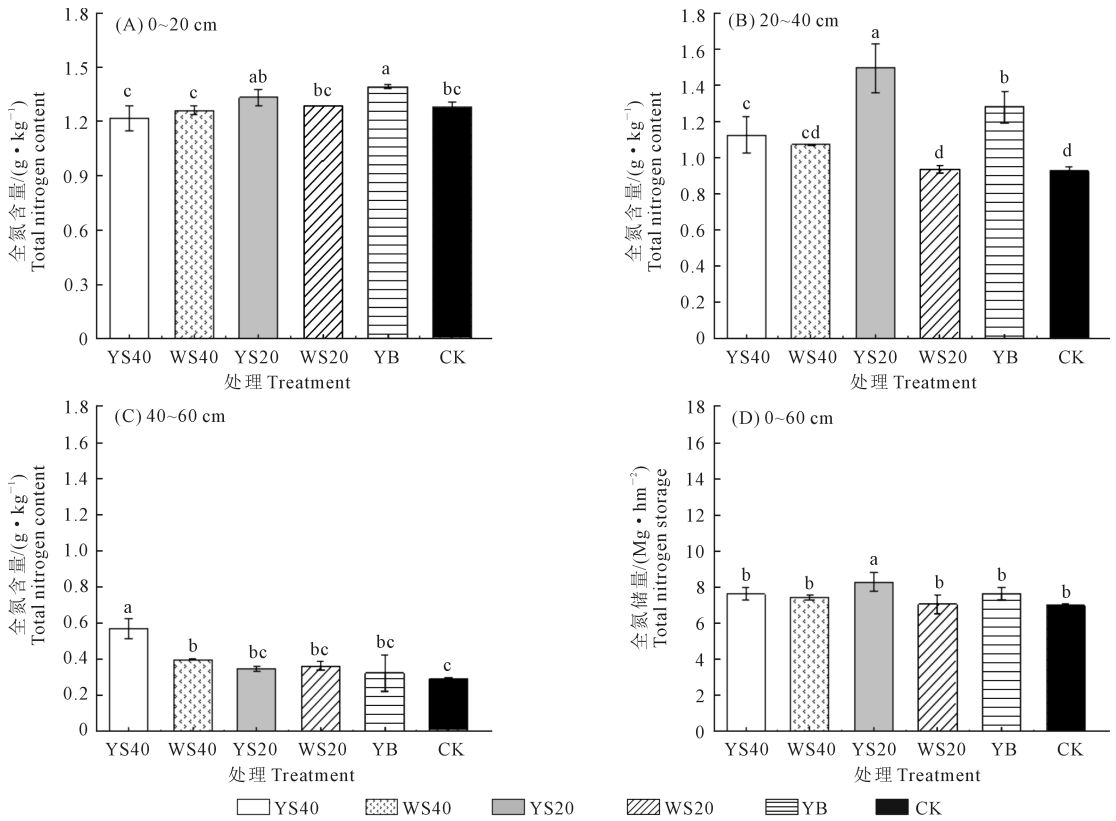 (A) 0~20 cm
全氮含量/(g·kg⁻¹)
Total nitrogen content
1.8
1.5
1.2
0.9
0.6
0.3
0
c c ab bc a bc
YS40 WS40 YS20 WS20 YB CK
处理 Treatment
(B) 20~40 cm
全氮含量/(g·kg⁻¹)
Total nitrogen content
1.8
1.6
1.4
1.2
1.0
0.8
0.6
0.4
0.2
0
c cd a d b d
YS40 WS40 YS20 WS20 YB CK
处理 Treatment
(C) 40~60 cm
全氮含量/(g·kg⁻¹)
Total nitrogen content
1.8
1.6
1.4
1.2
1.0
0.8
0.6
0.4
0.2
0
a b bc bc bc c
YS40 WS40 YS20 WS20 YB CK
处理 Treatment
(D) 0~60 cm
全氮储量/(Mg·hm⁻²)
Total nitrogen storage
18
16
14
12
10
8
6
4
2
0
b b a b b b
YS40 WS40 YS20 WS20 YB CK
处理 Treatment
YS40 WS40 YS20 WS20 YB CK